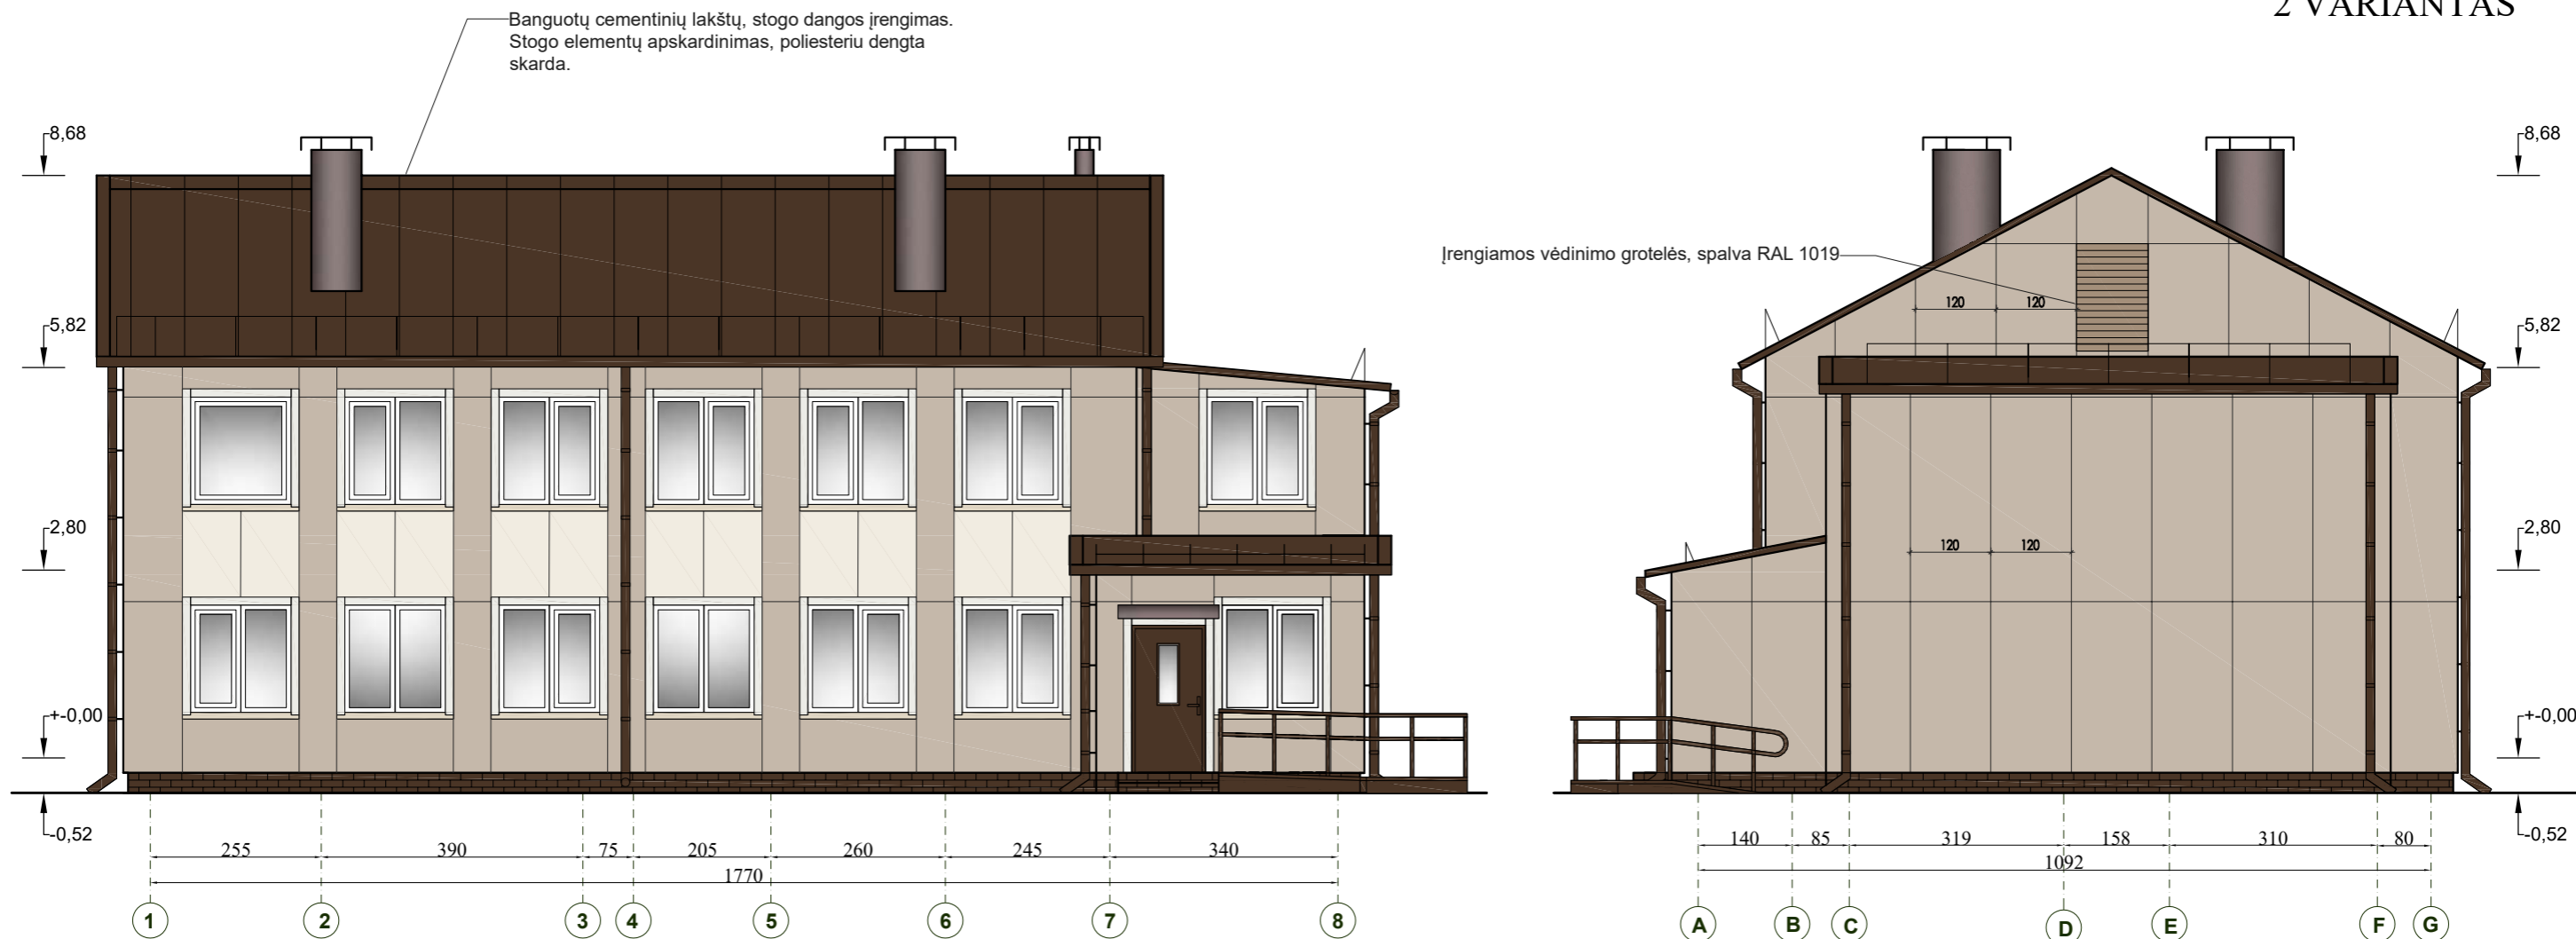 2 VARIANTAS
Banguotų cementinių lakštų, stogo dangos įrengimas.
Stogo elementų apskardinimas, poliesteriu dengta
skarda.
8,68
5,82
2,80
+-0,00
-0,52
255 390 75 205 260 245 340
1770
1 2 3 4 5 6 7 8
Įrengiamos vėdinimo grotelės, spalva RAL 1019
120 120
120 120
8,68
5,82
2,80
+-0,00
-0,52
140 85 319 158 310 80
1092
A B C D E F G